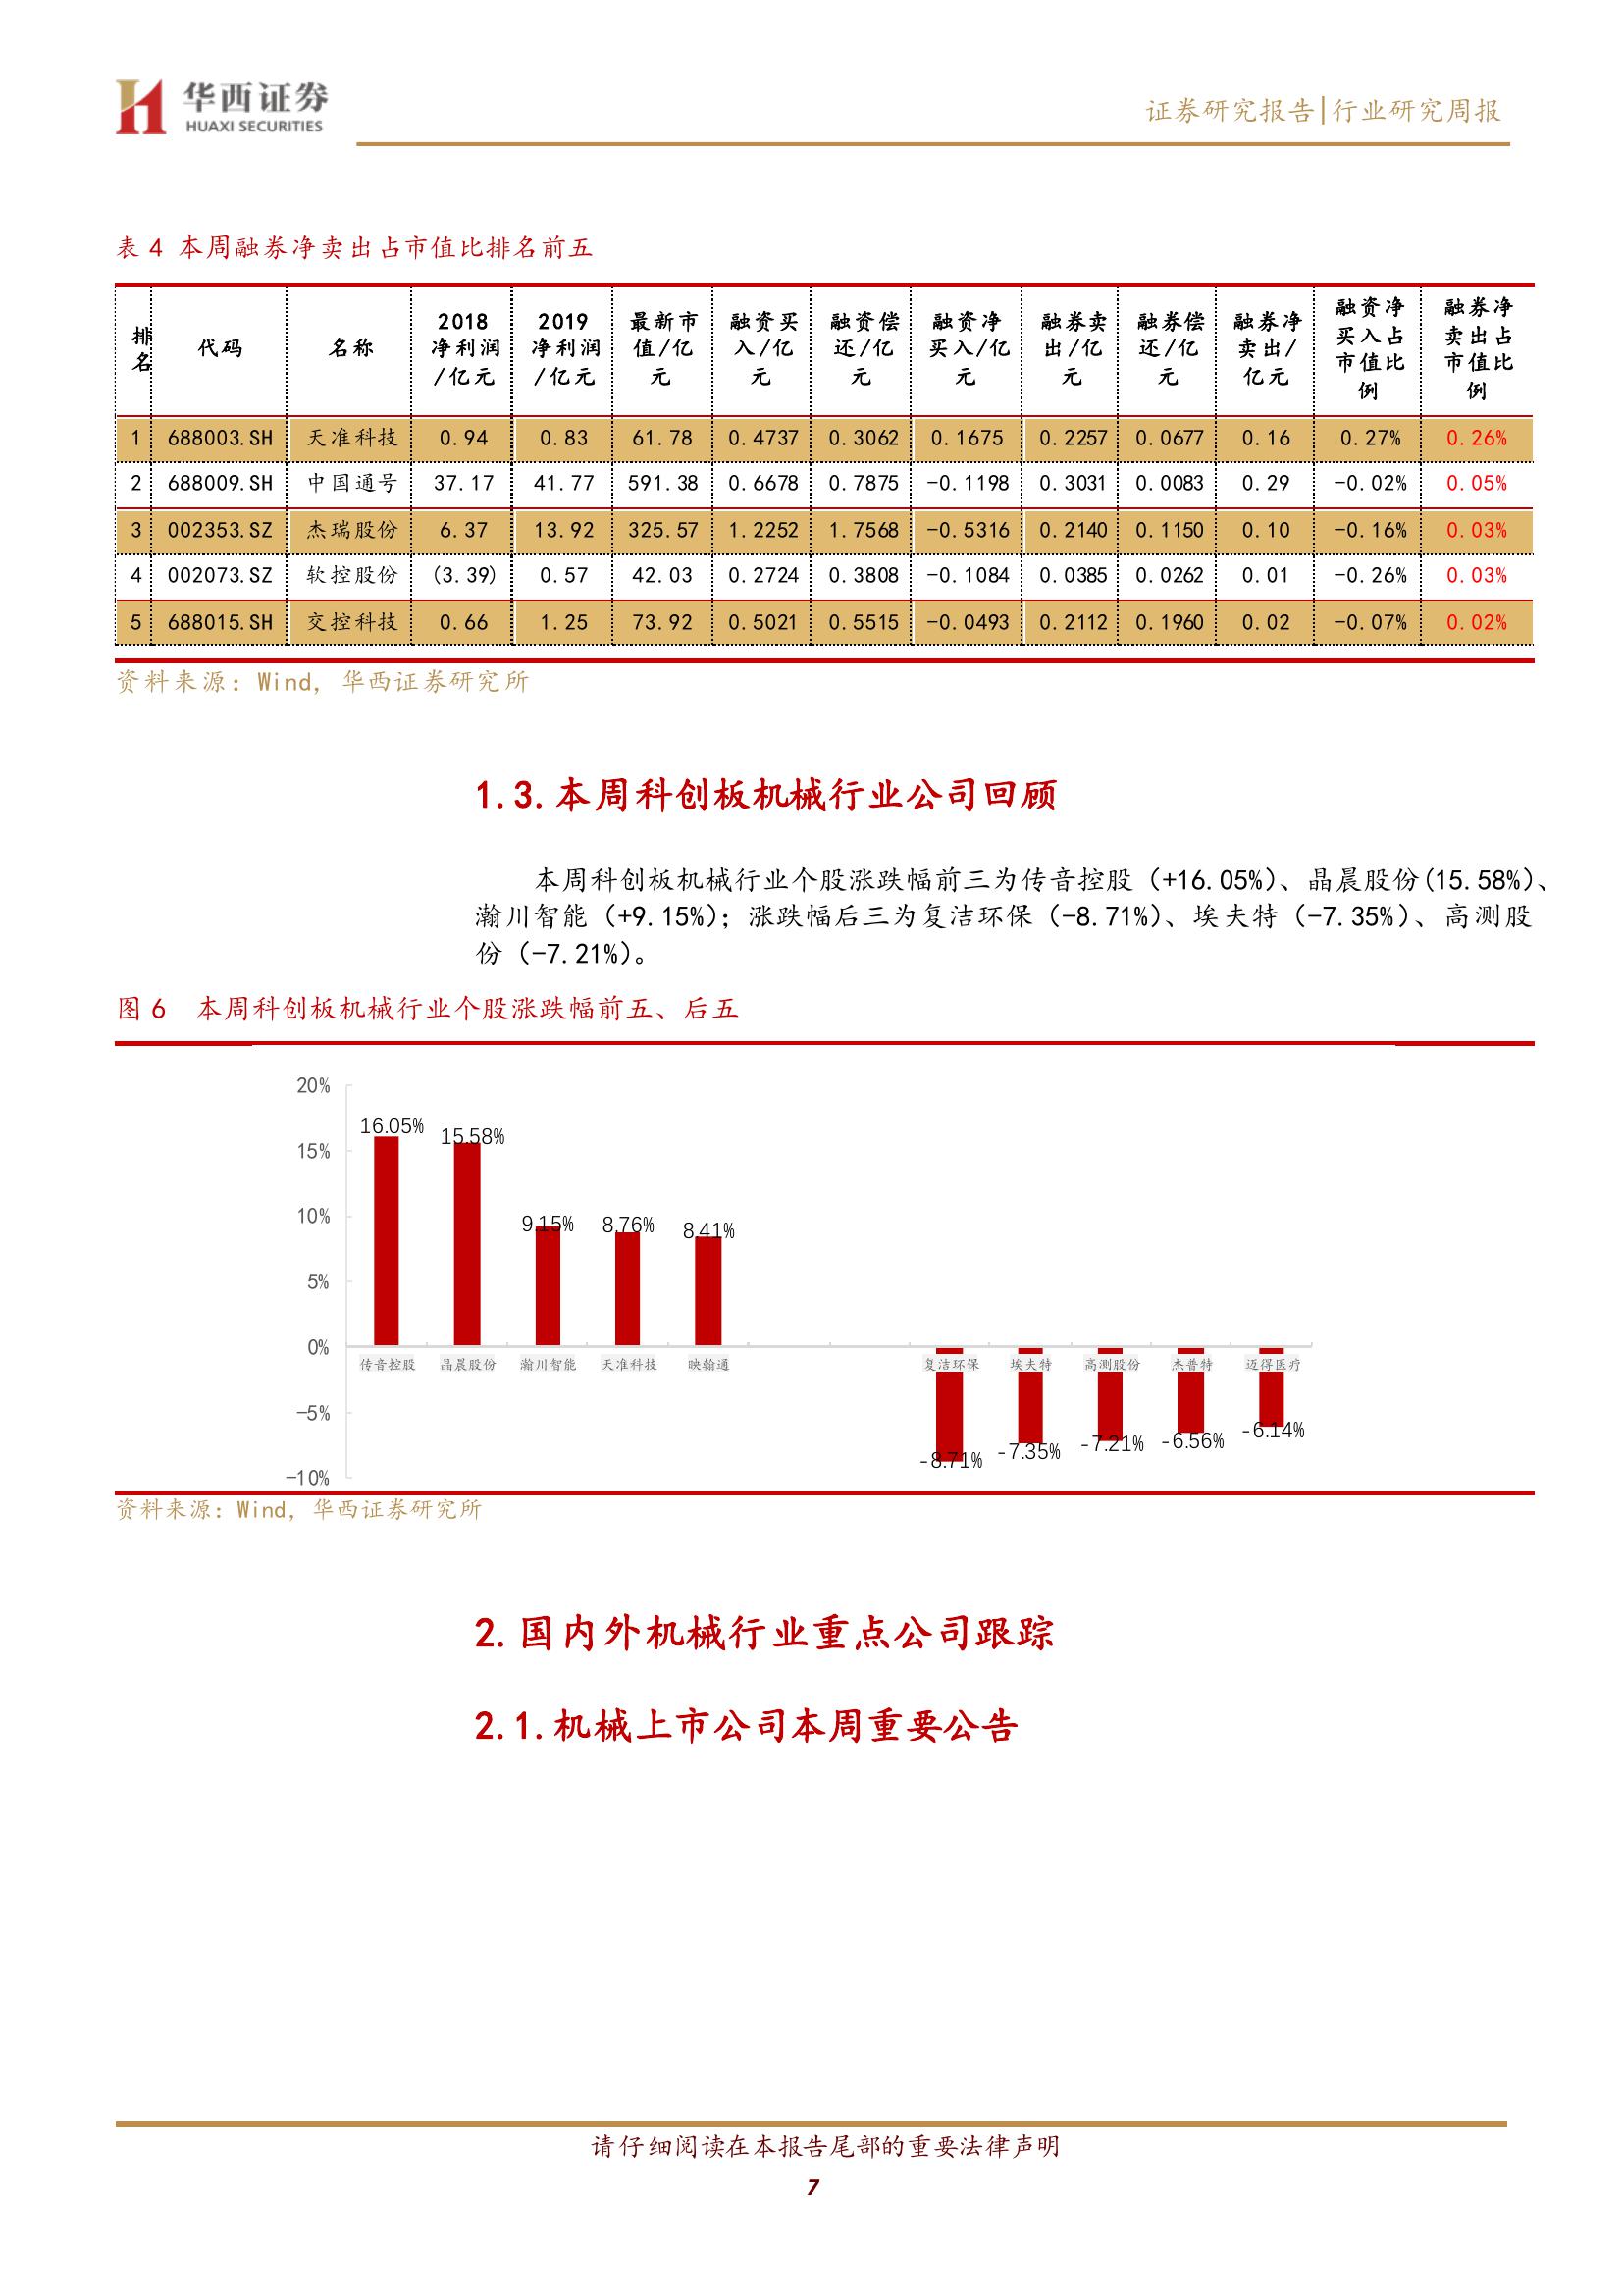 华西证券
HUAXI SECURITIES
证券研究报告|行业研究周报
表 4 本周融券净卖出占市值比排名前五
排名 代码 名称 2018净利润/亿元 2019净利润/亿元 最新市值/亿元 融资买入/亿元 融资偿还/亿元 融资净买入/亿元 融券卖出/亿元 融券偿还/亿元 融券净卖出/亿元 融资净买入占市值比例 融券净卖出占市值比例
1 688003.SH 天准科技 0.94 0.83 61.78 0.4737 0.3062 0.1675 0.2257 0.0677 0.16 0.27% 0.26%
2 688009.SH 中国通号 37.17 41.77 591.38 0.6678 0.7875 -0.1198 0.3031 0.0083 0.29 -0.02% 0.05%
3 002353.SZ 杰瑞股份 6.37 13.92 325.57 1.2252 1.7568 -0.5316 0.2140 0.1150 0.10 -0.16% 0.03%
4 002073.SZ 软控股份 (3.39) 0.57 42.03 0.2724 0.3808 -0.1084 0.0385 0.0262 0.01 -0.26% 0.03%
5 688015.SH 交控科技 0.66 1.25 73.92 0.5021 0.5515 -0.0493 0.2112 0.1960 0.02 -0.07% 0.02%
资料来源：Wind，华西证券研究所
1.3.本周科创板机械行业公司回顾
本周科创板机械行业个股涨跌幅前三为传音控股（+16.05%）、晶晨股份(15.58%)、
瀚川智能（+9.15%）；涨跌幅后三为复洁环保（-8.71%）、埃夫特（-7.35%）、高测股
份（-7.21%）。
图 6 本周科创板机械行业个股涨跌幅前五、后五
20%
15%
10%
5%
0%
-5%
-10%
16.05% 15.58% 9.15% 8.76% 8.41%
传音控股 晶晨股份 瀚川智能 天准科技 映翰通 复洁环保 埃夫特 高测股份 杰普特 迈得医疗
-8.71% -7.35% -7.21% -6.56% -6.14%
资料来源：Wind，华西证券研究所
2.国内外机械行业重点公司跟踪
2.1.机械上市公司本周重要公告
请仔细阅读在本报告尾部的重要法律声明
7